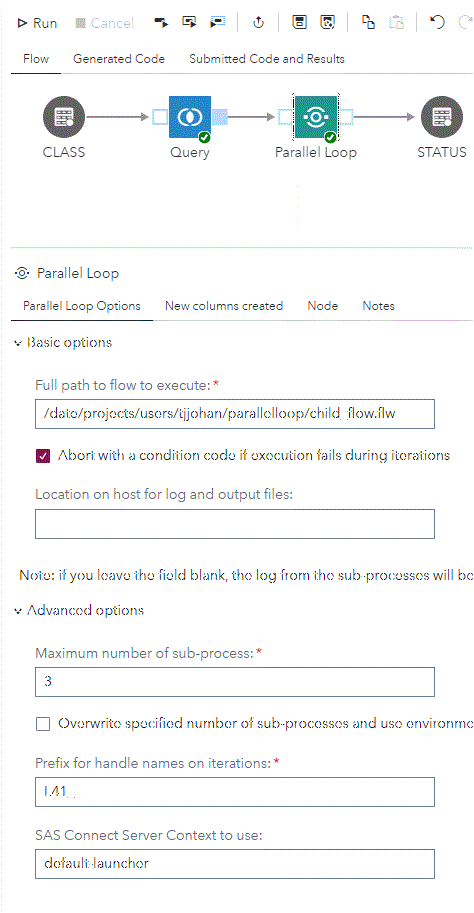 Run Cancel
Flow Generated Code Submitted Code and Results
CLASS Query Parallel Loop STATUS
Parallel Loop
Parallel Loop Options New columns created Node Notes
Basic options
Full path to flow to execute: *
/date/projects/users/tjjohan/parallelloop/child_flow.flw
Abort with a condition code if execution fails during iterations
Location on host for log and output files:
Note: if you leave the field blank, the log from the sub-processes will be
Advanced options
Maximum number of sub-process: *
3
Overwrite specified number of sub-processes and use environme
Prefix for handle names on iterations: *
L41_
SAS Connect Server Context to use:
default-launcher